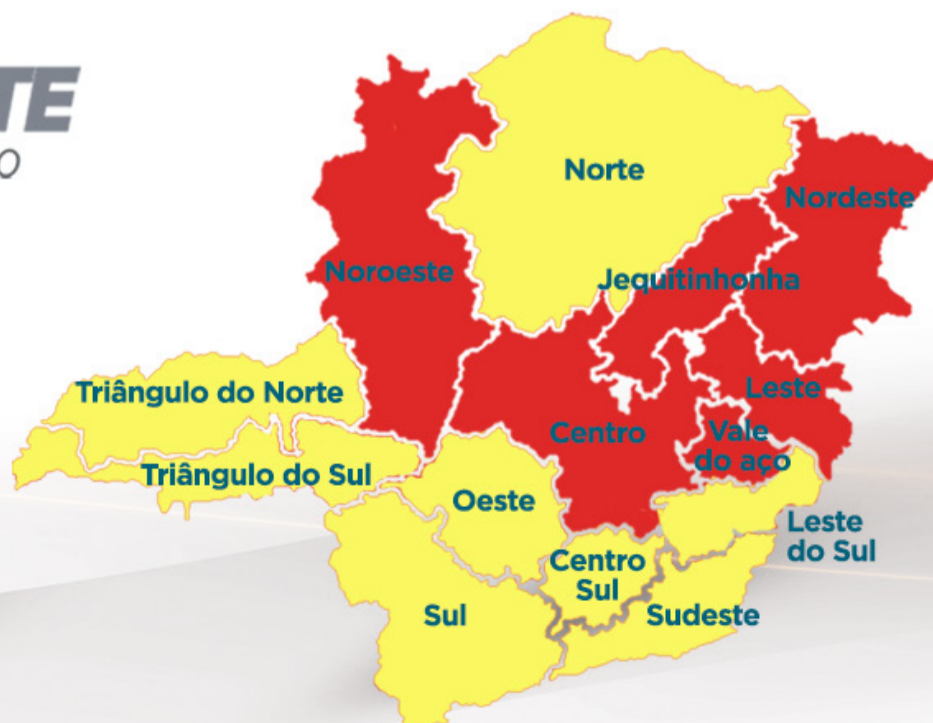 TE
O
Norte
Nordeste
Noroeste
Jequitinhonha
Triângulo do Norte
Leste
Centro
Vale
do aço
Triângulo do Sul
Oeste
Leste
do Sul
Centro
Sul
Sul
Sudeste